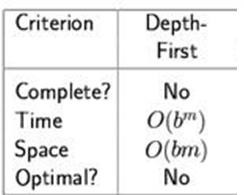 Criterion Depth-
First
Complete? No
Time O(b^m)
Space O(bm)
Optimal? No